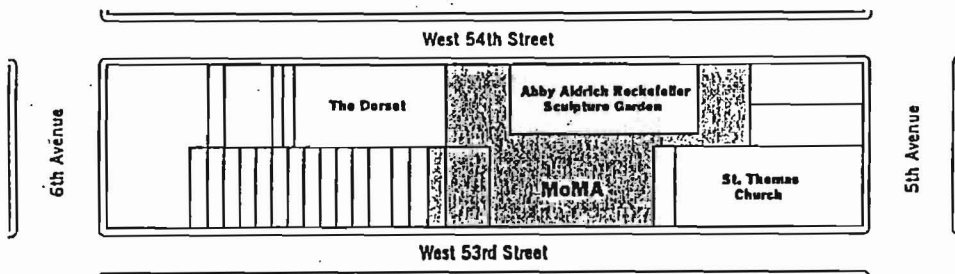 West 54th Street
6th Avenue
The Dorset
Abby Aldrich Rockefeller
Sculpture Garden
MoMA
St. Thomas
Church
5th Avenue
West 53rd Street